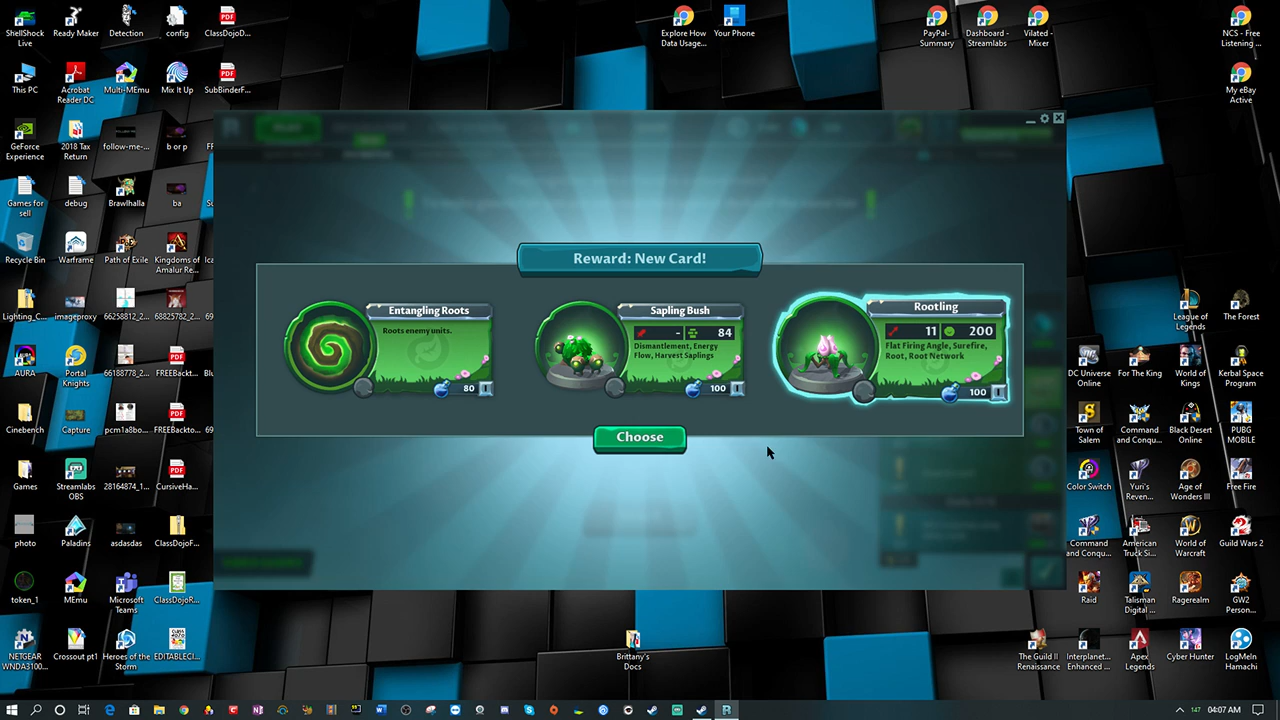 ShellShock Live
Ready Maker
Detection
config
ClassDojoF...
Explore How Data Usage...
Your Phone
PayPal- Summary
Dashboard - Streamlabs
Vilated - Mixer
NCS - Free Listening ...
This PC
Acrobat Reader DC
Multi-MEmu
Mix It Up
SubBinderF...
My eBay Active
GeForce Experience
2018 Tax Return
follow-me-...
b or p
Games for sell
debug
Brawlhalla
ba
Recycle Bin
Warframe
Path of Exile
Kingdoms of Amalur Re...
Reward: New Card!
Entangling Roots
Roots enemy units.
80
Sapling Bush
- 84
Dismantlement, Energy
Flow, Harvest Saplings
100
Rootling
11 200
Flat Firing Angle, Surefire,
Root, Root Network
100
Choose
Lighting_C...
imageproxy
66258812_2...
68825782_2...
League of Legends
The Forest
AURA
Portal Knights
66188778_2...
FREEBackto...
DC Universe Online
For The King
World of Kings
Kerbal Space Program
Cinebench
Capture
pcm1a8bo...
FREEBackto...
Town of Salem
Command and Conqu...
Black Desert Online
PUBG MOBILE
Games
Streamlabs OBS
28164874_1...
CursiveHa...
Color Switch
Yuri's Reven...
Age of Wonders III
Free Fire
photo
Paladins
asdasdas
ClassDojoF...
Command and Conqu...
American Truck Si...
World of Warcraft
Guild Wars 2
token_1
MEmu
Microsoft Teams
ClassDojoR...
Raid
Talisman Digital ...
Ragerealm
GW2 Person...
NETGEAR WNDA3100...
Crossout pt1
Heroes of the Storm
EDITABLECl...
Brittany's Docs
The Guild II Renaissance
Interplanet... Enhanced ...
Apex Legends
Cyber Hunter
LogMeIn Hamachi
147
04:07 AM